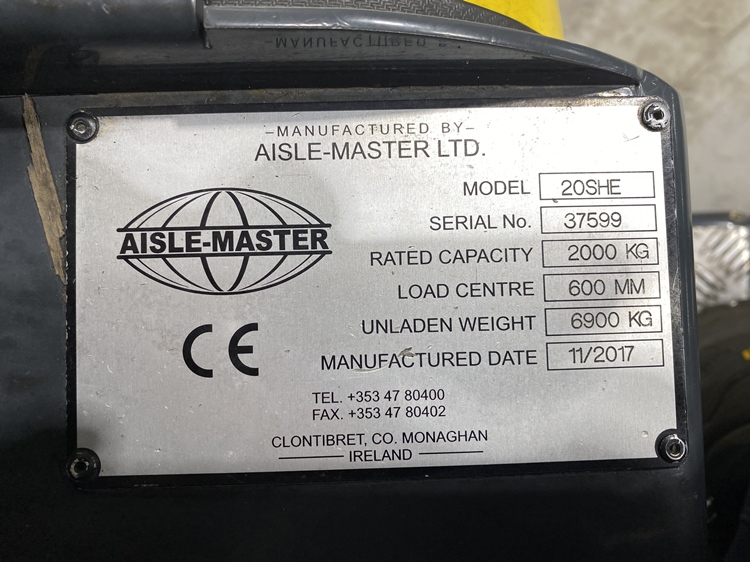 MANUFACTURED B
-MANUFACTURED BY-
AISLE-MASTER LTD.
AISLE-MASTER
CE
MODEL 20SHE
SERIAL No. 37599
RATED CAPACITY 2000 KG
LOAD CENTRE 600 MM
UNLADEN WEIGHT 6900 KG
MANUFACTURED DATE 11/2017
TEL. +353 47 80400
FAX. +353 47 80402
CLONTIBRET, CO. MONAGHAN
IRELAND